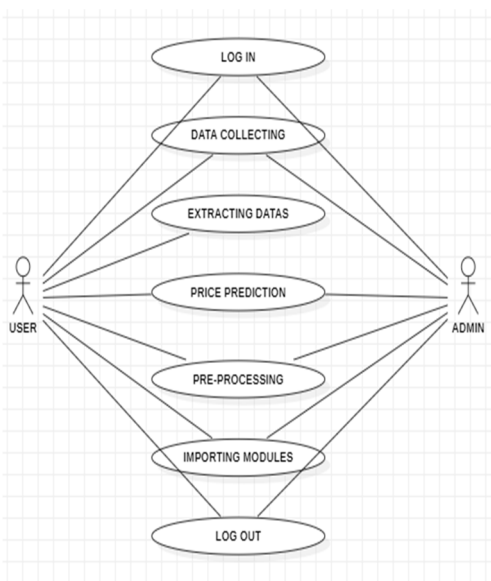 LOG IN
DATA COLLECTING
EXTRACTING DATAS
PRICE PREDICTION
USER
ADMIN
PRE-PROCESSING
IMPORTING MODULES
LOG OUT